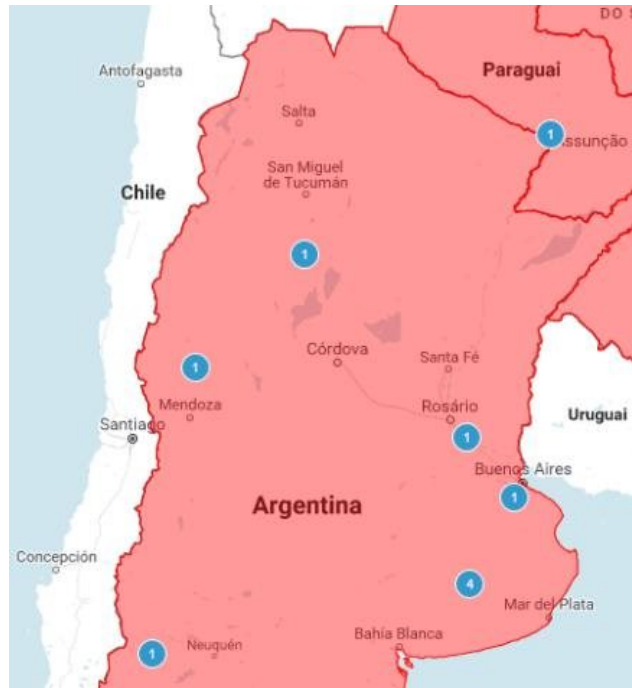 DO S
Antofagasta
Paraguai
Salta
1
ssunção
San Miguel
de Tucumán
Chile
1
Córdova
Santa Fé
1
Mendoza
Rosário
Santiago
1
Uruguai
Buenos Aires
1
Argentina
Concepción
4
Mar del Plata
Bahía Blanca
Neuquén
1